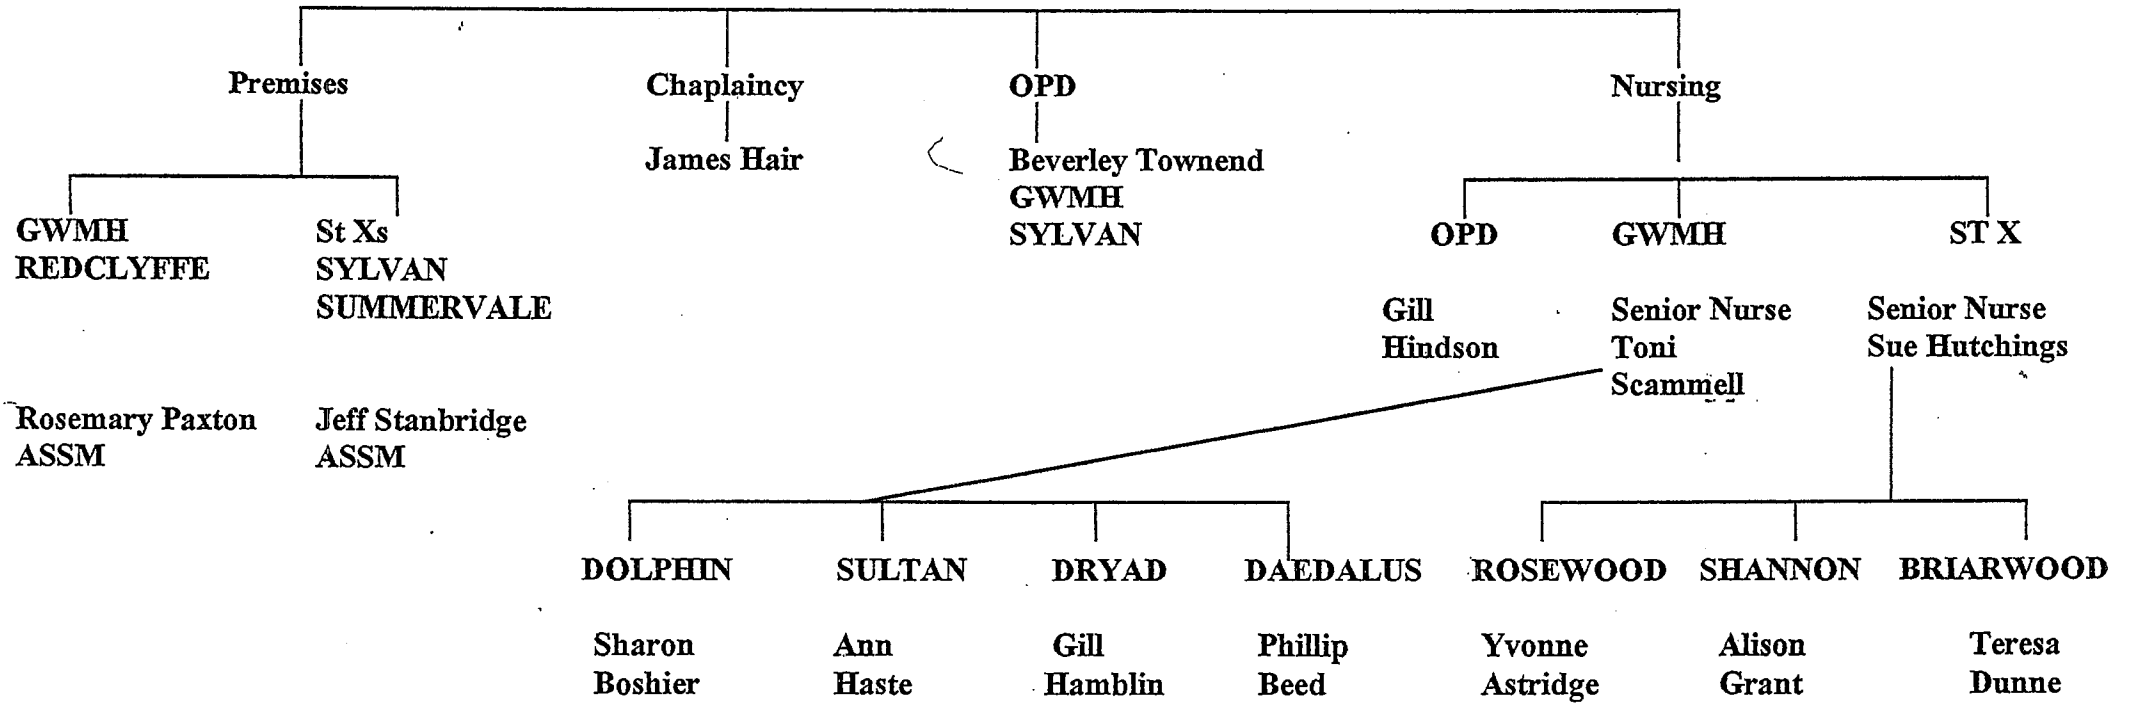 Premises
Chaplaincy
OPD
Nursing
James Hair
Beverley Townend
GWMH
SYLVAN
GWMH
REDCLYFFE
St Xs
SYLVAN
SUMMERVALE
OPD
GWMH
ST X
Gill
Hindson
Senior Nurse
Toni
Scammell
Senior Nurse
Sue Hutchings
Rosemary Paxton
ASSM
Jeff Stanbridge
ASSM
DOLPHIN
SULTAN
DRYAD
DAEDALUS
ROSEWOOD
SHANNON
BRIARWOOD
Sharon
Boshier
Ann
Haste
Gill
Hamblin
Phillip
Beed
Yvonne
Astridge
Alison
Grant
Teresa
Dunne